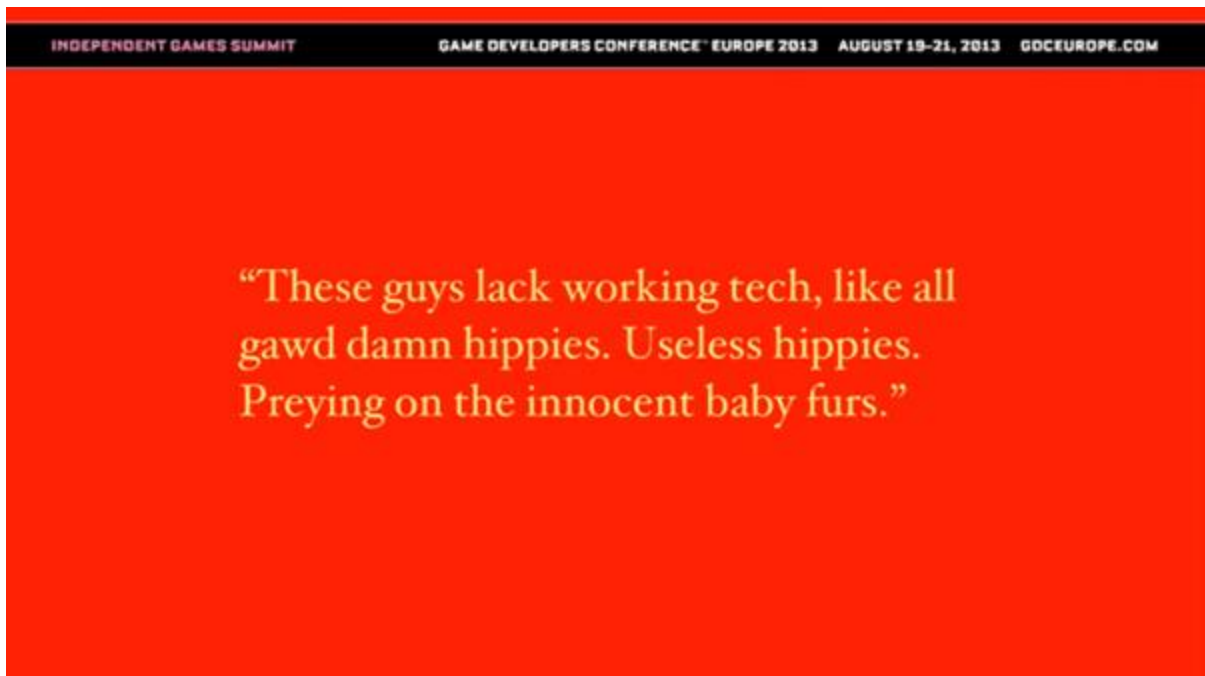 INDEPENDENT GAMES SUMMIT GAME DEVELOPERS CONFERENCE™ EUROPE 2013 AUGUST 19–21, 2013 GDCEUROPE.COM
“These guys lack working tech, like all
gawd damn hippies. Useless hippies.
Preying on the innocent baby furs.”